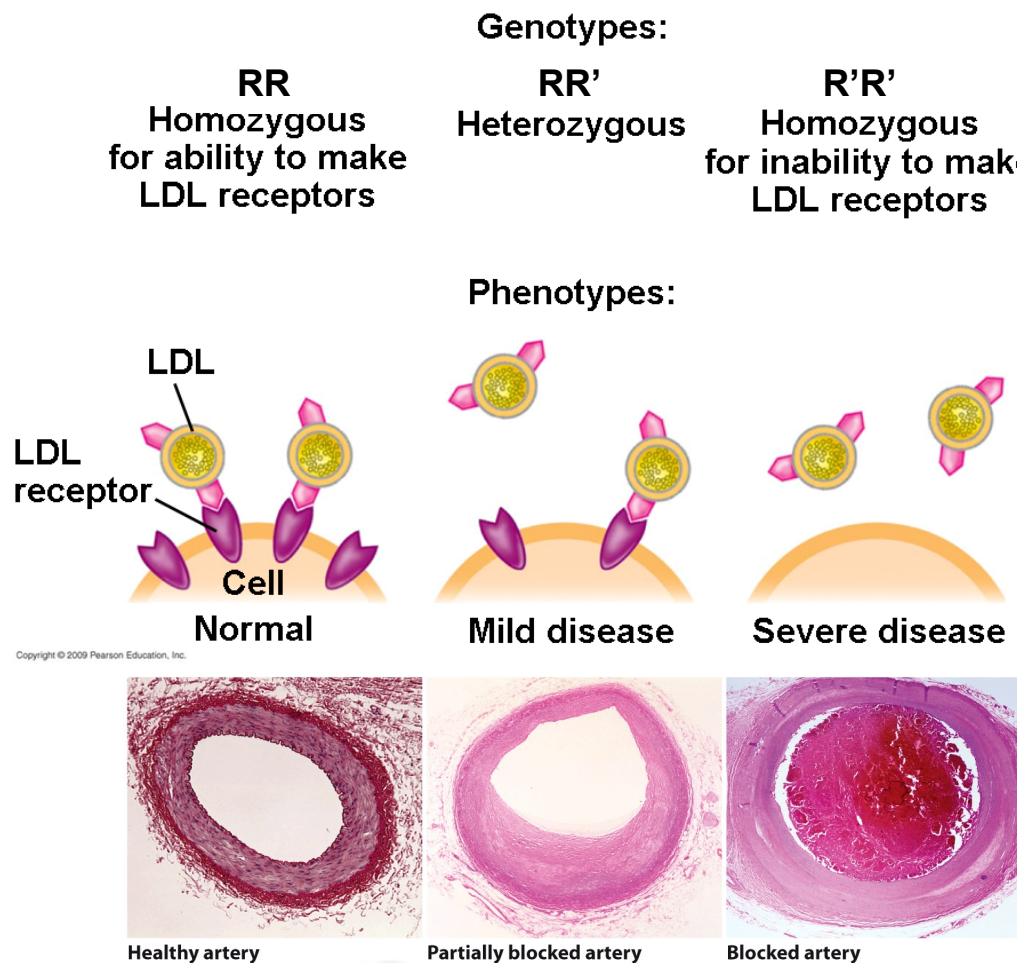 Genotypes:
RR
Homozygous
for ability to make
LDL receptors
RR’
Heterozygous
R’R’
Homozygous
for inability to mak
LDL receptors
Phenotypes:
LDL
LDL
receptor
Cell
Normal
Mild disease
Severe disease
Copyright © 2009 Pearson Education, Inc.
Healthy artery
Partially blocked artery
Blocked artery